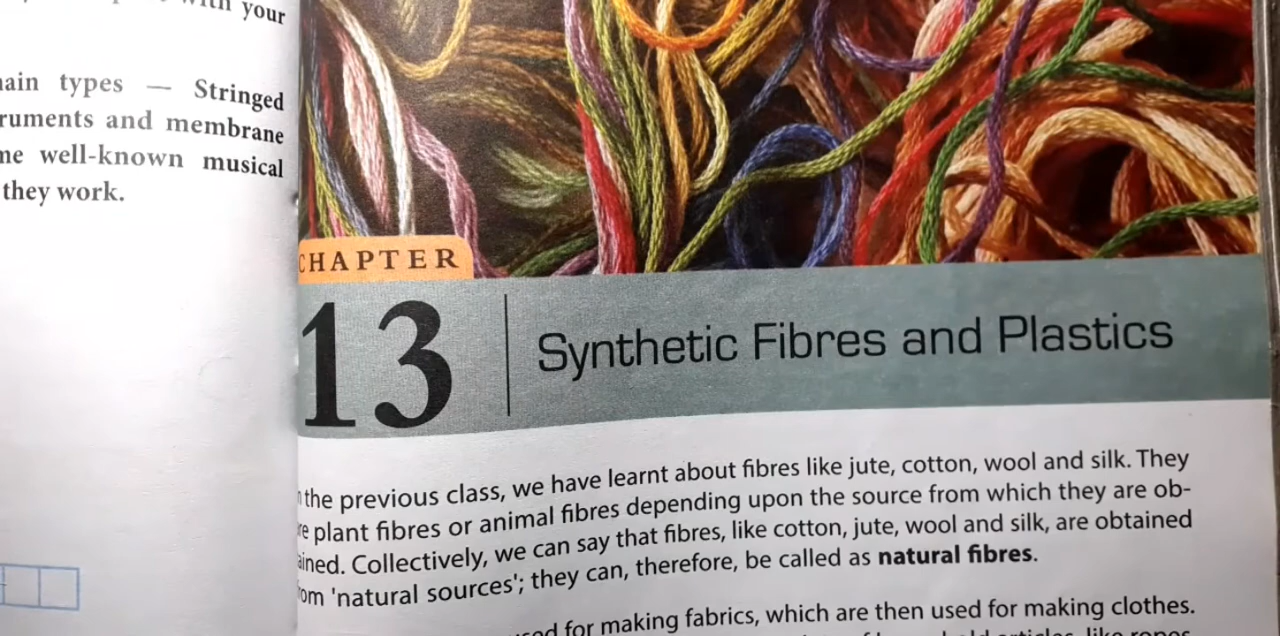 your
main types — Stringed
and membrane
well-known musical
they work.
CHAPTER
13
Synthetic Fibres and Plastics
the previous class, we have learnt about fibres like jute, cotton, wool and silk. They
plant fibres or animal fibres depending upon the source from which they are ob-
ained. Collectively, we can say that fibres, like cotton, jute, wool and silk, are obtained
om 'natural sources'; they can, therefore, be called as natural fibres.
for making fabrics, which are then used for making clothes.